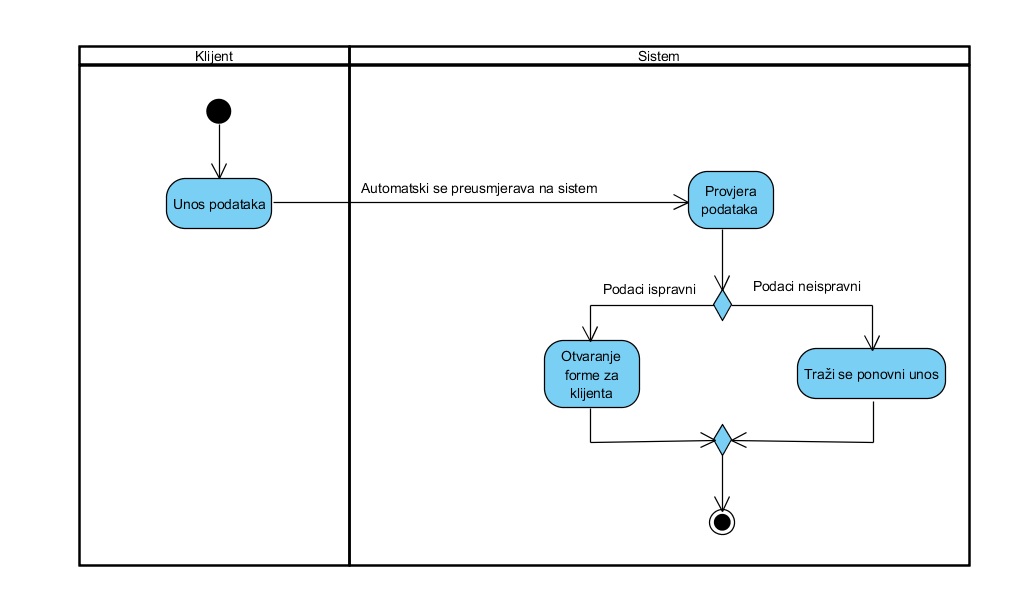 Klijent
Sistem
Unos podataka
Automatski se preusmjerava na sistem
Provjera
podataka
Podaci ispravni
Podaci neispravni
Otvaranje
forme za
klijenta
Traži se ponovni unos